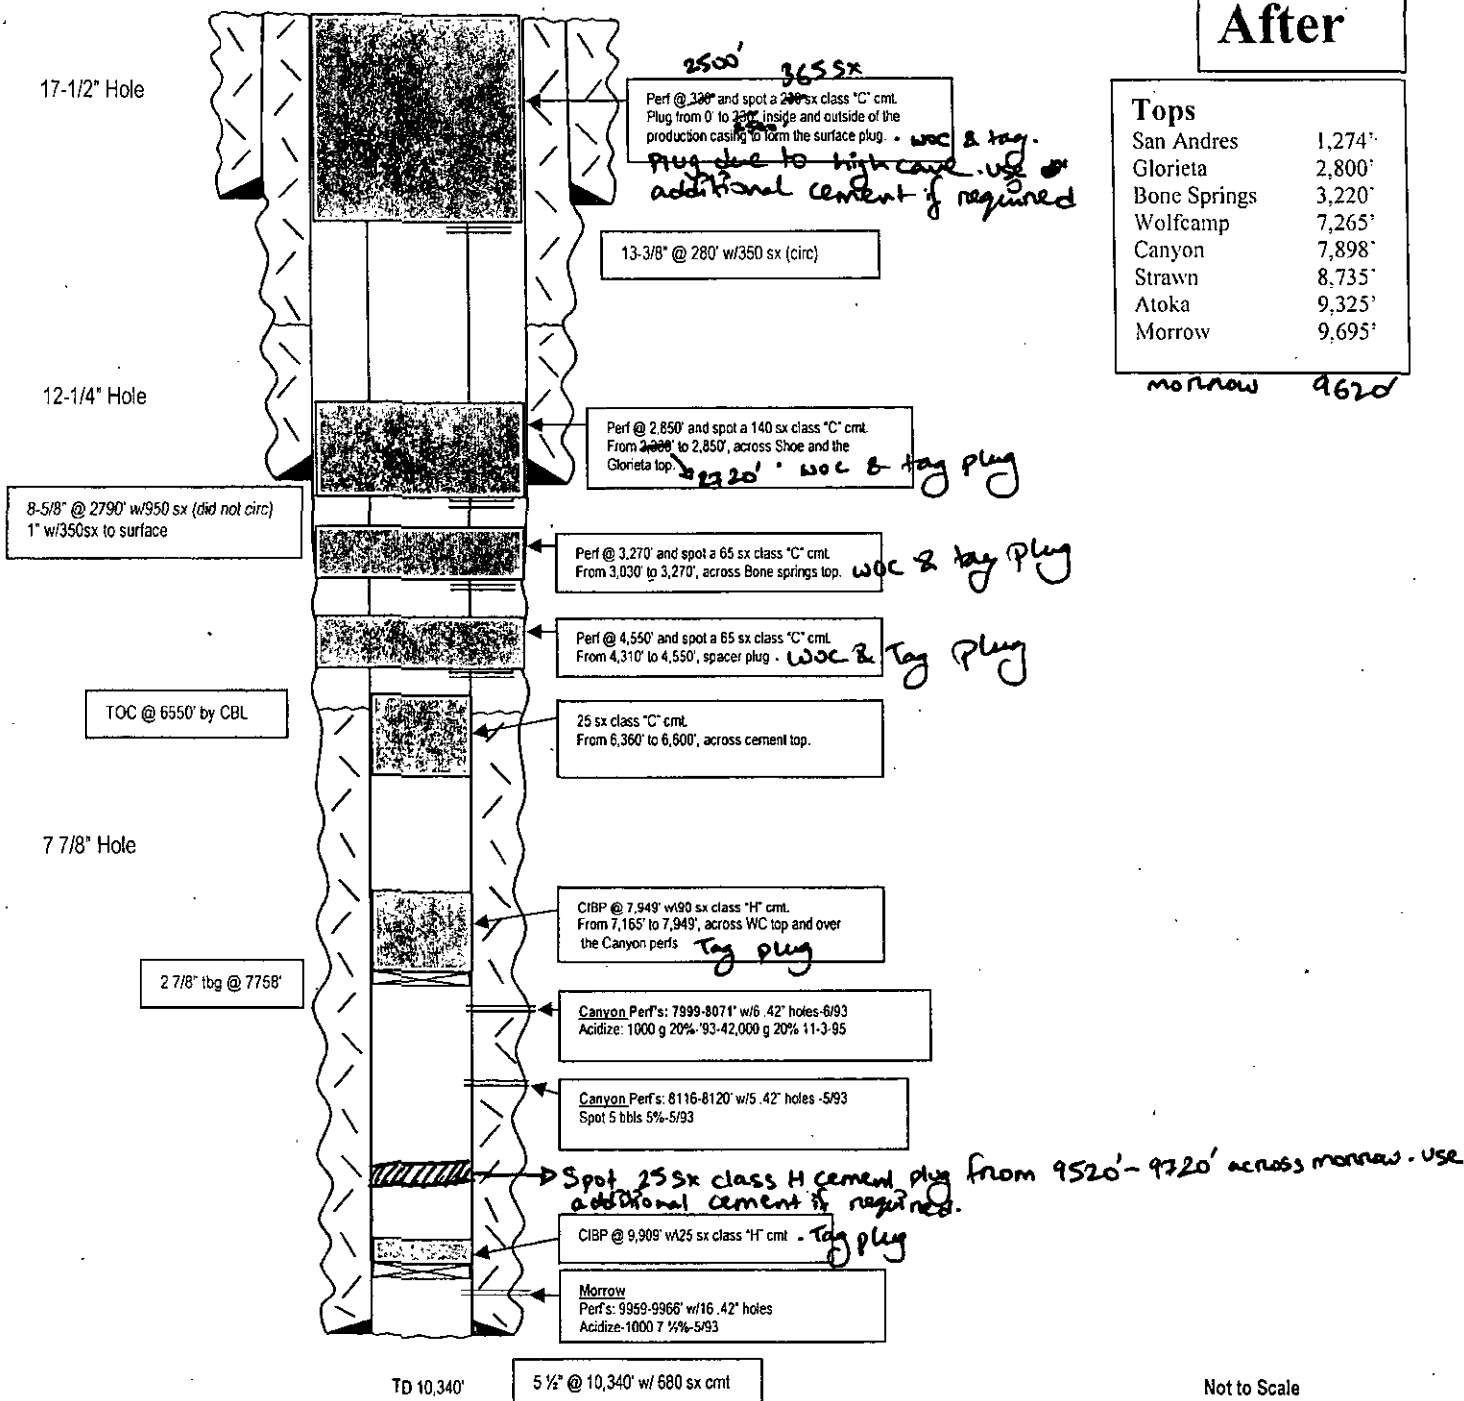 After
Tops
San Andres 1,274'
Glorieta 2,800'
Bone Springs 3,220'
Wolfcamp 7,265'
Canyon 7,898'
Strawn 8,735'
Atoka 9,325'
Morrow 9,695'
morrow 9620'
17-1/2" Hole
2500' 365 sx
Perf @ 330' and spot a sx class "C" cmt.
Plug from 0' to inside and outside of the
production casing to form the surface plug. . WOC & tag.
Plug due to high cave. use
additional cement if required
13-3/8" @ 280' w/350 sx (circ)
12-1/4" Hole
Perf @ 2,850' and spot a 140 sx class "C" cmt.
From to 2,850', across Shoe and the
Glorieta top. 2720' . WOC & tag plug
8-5/8" @ 2790' w/950 sx (did not circ)
1" w/350sx to surface
Perf @ 3,270' and spot a 65 sx class "C" cmt.
From 3,030' to 3,270', across Bone springs top. WOC & tag plug
Perf @ 4,550' and spot a 65 sx class "C" cmt.
From 4,310' to 4,550', spacer plug . WOC & Tag plug
TOC @ 6550' by CBL
25 sx class "C" cmt.
From 6,360' to 6,600', across cement top.
7 7/8" Hole
CIBP @ 7,949' w\90 sx class "H" cmt.
From 7,165' to 7,949', across WC top and over
the Canyon perfs Tag plug
2 7/8" tbg @ 7758'
Canyon Perf's: 7999-8071' w/6 .42" holes-6/93
Acidize: 1000 g 20%-'93-42,000 g 20% 11-3-95
Canyon Perf's: 8116-8120' w/5 .42" holes -5/93
Spot 5 bbls 5%-5/93
Spot 25 sx class H cement plug from 9520'-9720' across morrow. use
additional cement if required.
CIBP @ 9,909' w\25 sx class "H" cmt . Tag plug
Morrow
Perf's: 9959-9966' w/16 .42" holes
Acidize-1000 7 ½%-5/93
TD 10,340'
5 ½" @ 10,340' w/ 680 sx cmt
Not to Scale